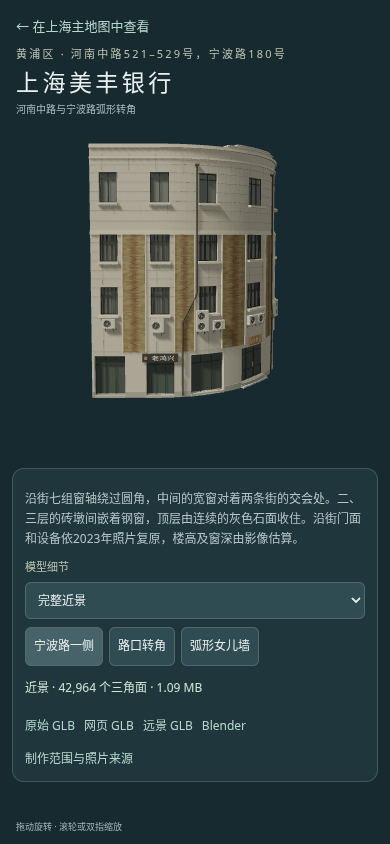 ← 在上海主地图中查看
黄浦区 · 河南中路521–529号，宁波路180号
上海美丰银行
河南中路与宁波路弧形转角
沿街七组窗轴绕过圆角，中间的宽窗对着两条街的交会处。二、
三层的砖墩间嵌着钢窗，顶层由连续的灰色石面收住。沿街门面
和设备依2023年照片复原，楼高及窗深由影像估算。
模型细节
完整近景
宁波路一侧
路口转角
弧形女儿墙
近景 · 42,964 个三角面 · 1.09 MB
原始 GLB 网页 GLB 远景 GLB Blender
制作范围与照片来源
拖动旋转 · 滚轮或双指缩放